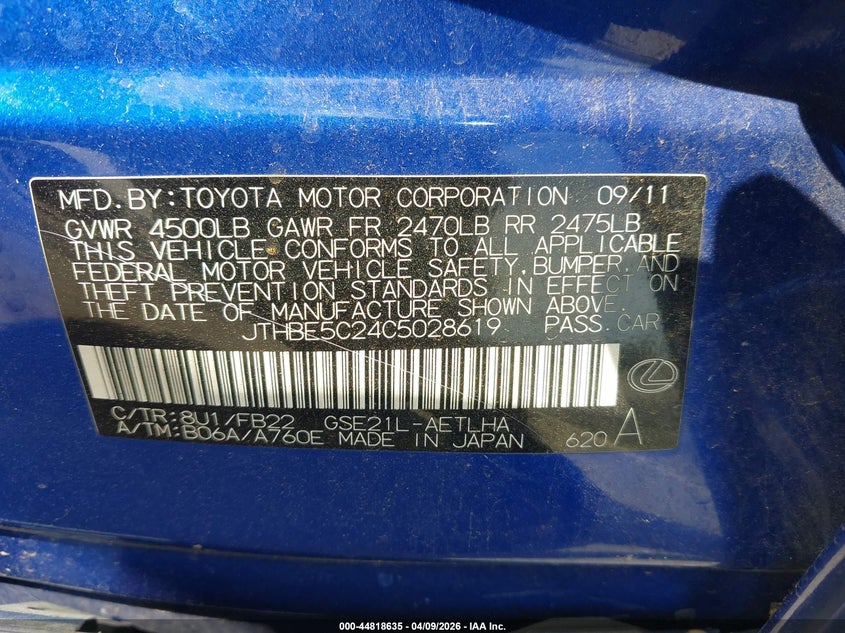 MFD. BY: TOYOTA MOTOR CORPORATION 09/11
GVWR 4500LB GAWR FR 2470LB RR 2475LB
THIS VEHICLE CONFORMS TO ALL APPLICABLE
FEDERAL MOTOR VEHICLE SAFETY, BUMPER, AND
THEFT PREVENTION STANDARDS IN EFFECT ON
THE DATE OF MANUFACTURE SHOWN ABOVE.
JTHBE5C24C5028619 PASS. CAR
C/TR: 8U1/FB22 GSE21L-AETLHA
A/TM: B06A/A760E MADE IN JAPAN 620 A
000-44818635 - 04/09/2026 - IAA Inc.